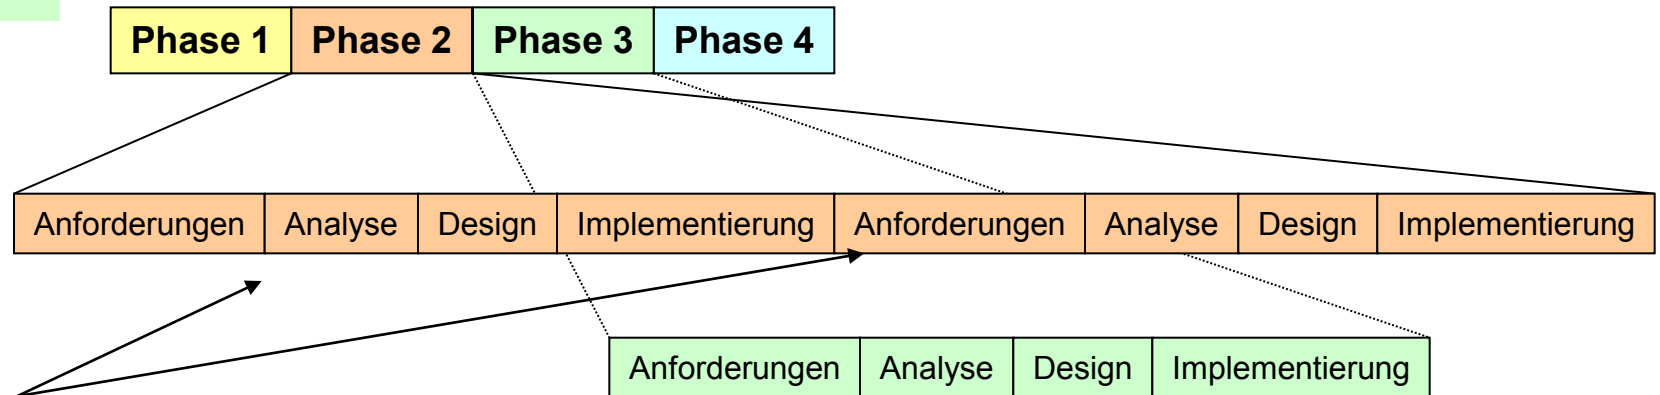 Phase 1 Phase 2 Phase 3 Phase 4
Anforderungen Analyse Design Implementierung Anforderungen Analyse Design Implementierung
Anforderungen Analyse Design Implementierung